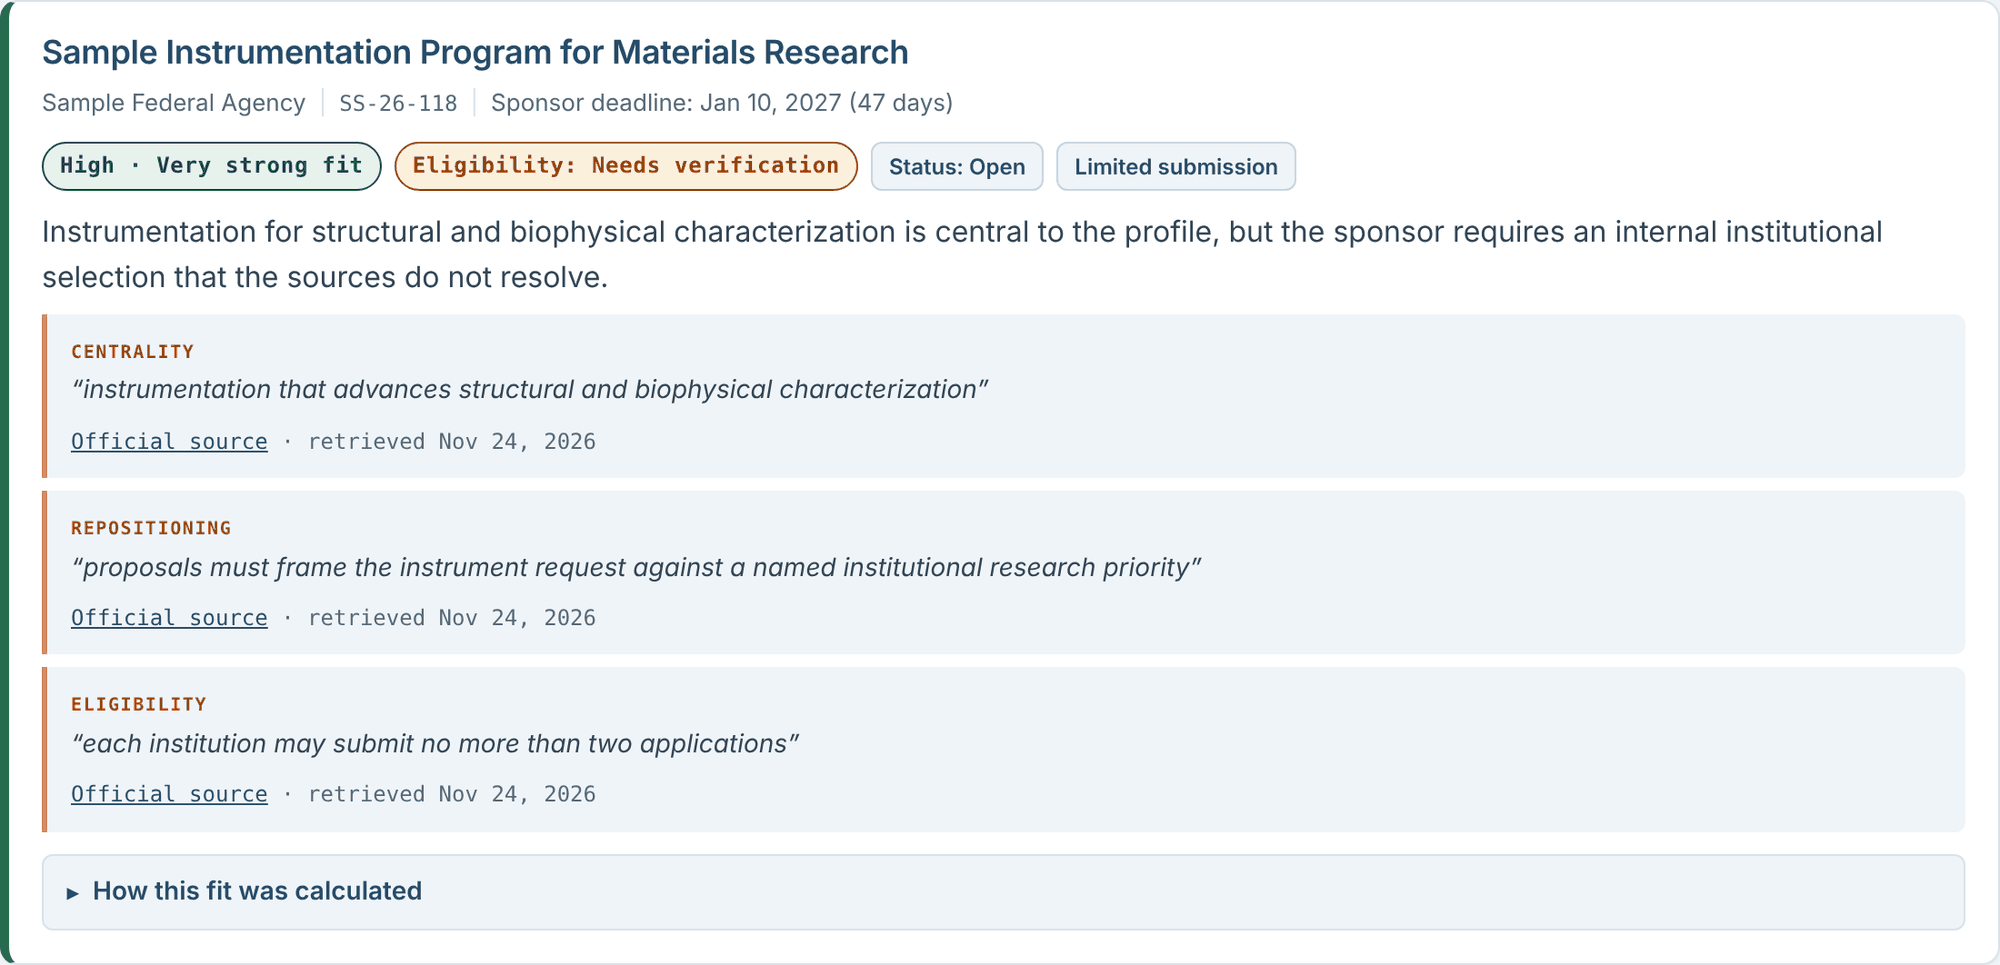 Sample Instrumentation Program for Materials Research
Sample Federal Agency | SS-26-118 | Sponsor deadline: Jan 10, 2027 (47 days)
High · Very strong fit Eligibility: Needs verification Status: Open Limited submission
Instrumentation for structural and biophysical characterization is central to the profile, but the sponsor requires an internal institutional
selection that the sources do not resolve.
CENTRALITY
“instrumentation that advances structural and biophysical characterization”
Official source · retrieved Nov 24, 2026
REPOSITIONING
“proposals must frame the instrument request against a named institutional research priority”
Official source · retrieved Nov 24, 2026
ELIGIBILITY
“each institution may submit no more than two applications”
Official source · retrieved Nov 24, 2026
▸ How this fit was calculated